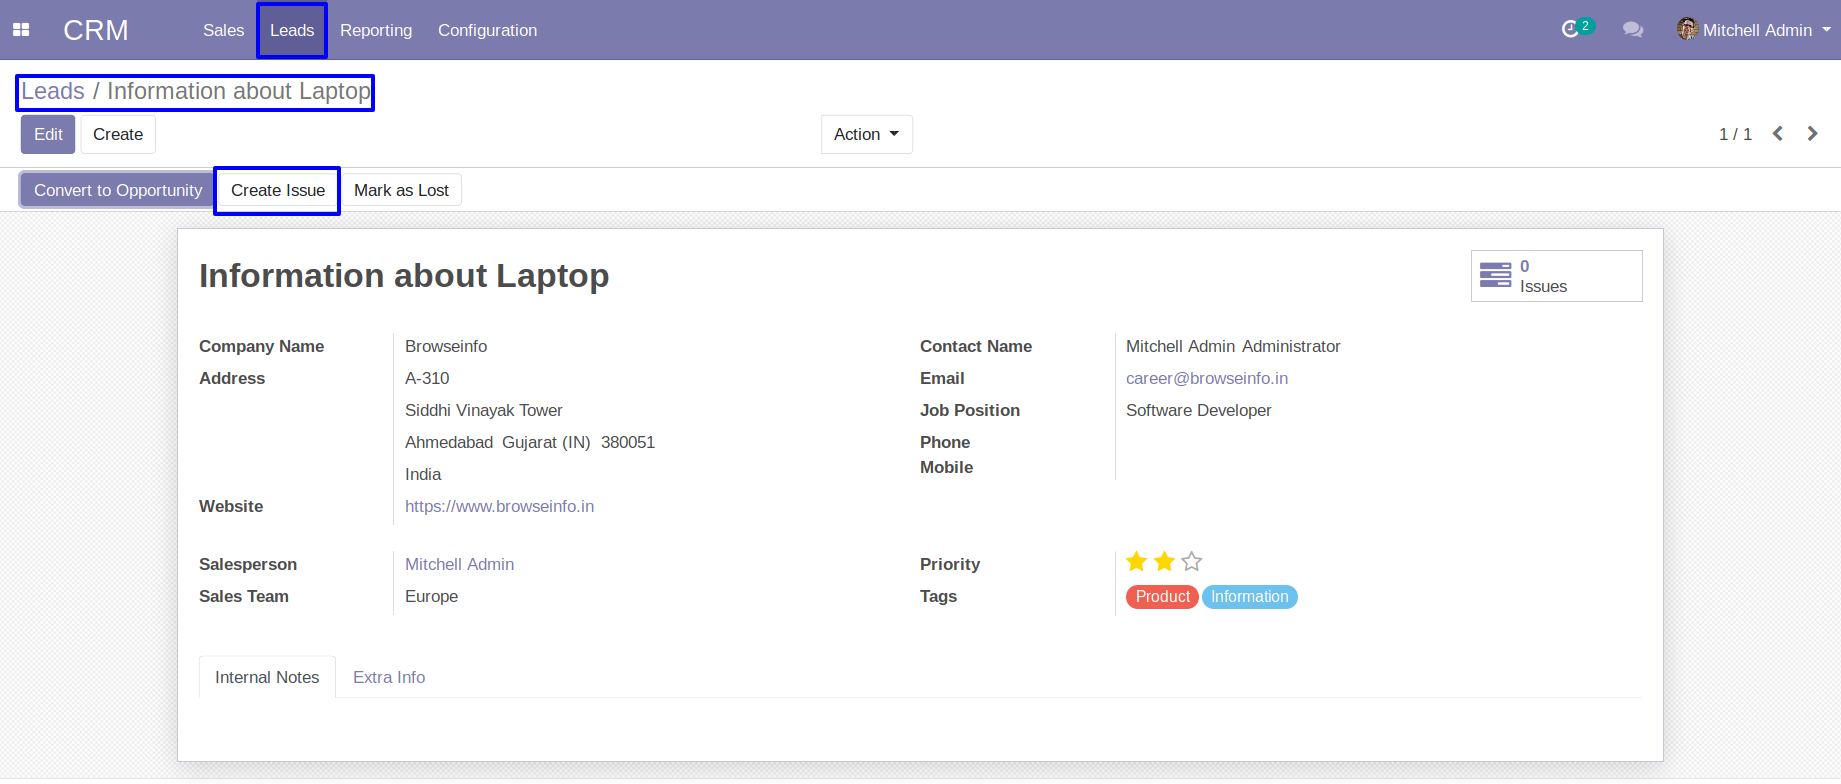 CRM Sales Leads Reporting Configuration 2 Mitchell Admin
Leads / Information about Laptop
Edit Create Action 1 / 1
Convert to Opportunity Create Issue Mark as Lost
Information about Laptop
0
Issues
Company Name Browseinfo
Address A-310
Siddhi Vinayak Tower
Ahmedabad Gujarat (IN) 380051
India
Website https://www.browseinfo.in
Contact Name Mitchell Admin Administrator
Email career@browseinfo.in
Job Position Software Developer
Phone
Mobile
Salesperson Mitchell Admin
Sales Team Europe
Priority
Tags Product Information
Internal Notes Extra Info